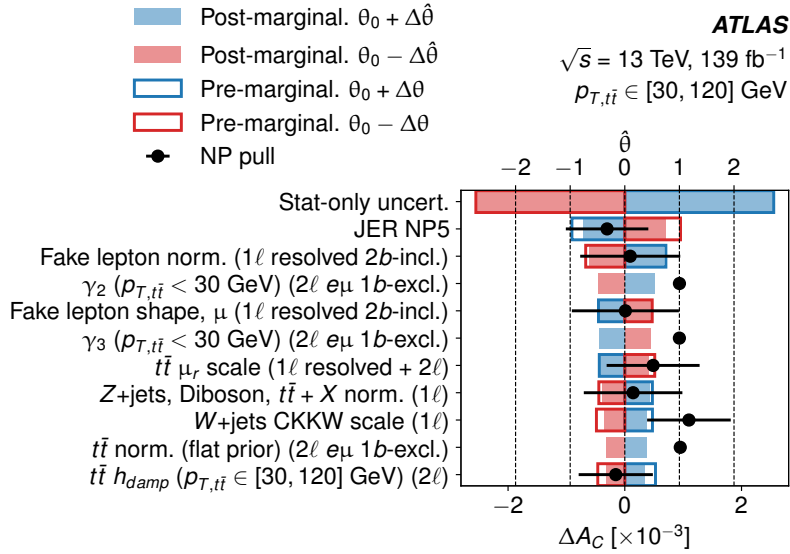 Post-marginal. θ₀ + Δθ̂
Post-marginal. θ₀ − Δθ̂
Pre-marginal. θ₀ + Δθ
Pre-marginal. θ₀ − Δθ
NP pull
ATLAS
√s = 13 TeV, 139 fb⁻¹
p_{T,tt̄} ∈ [30, 120] GeV
θ̂
−2 −1 0 1 2
Stat-only uncert.
JER NP5
Fake lepton norm. (1ℓ resolved 2b-incl.)
γ₂ (p_{T,tt̄} < 30 GeV) (2ℓ eμ 1b-excl.)
Fake lepton shape, μ (1ℓ resolved 2b-incl.)
γ₃ (p_{T,tt̄} < 30 GeV) (2ℓ eμ 1b-excl.)
tt̄ μ_r scale (1ℓ resolved + 2ℓ)
Z+jets, Diboson, tt̄ + X norm. (1ℓ)
W+jets CKKW scale (1ℓ)
tt̄ norm. (flat prior) (2ℓ eμ 1b-excl.)
tt̄ h_{damp} (p_{T,tt̄} ∈ [30, 120] GeV) (2ℓ)
−2 0 2
ΔA_C [×10⁻³]